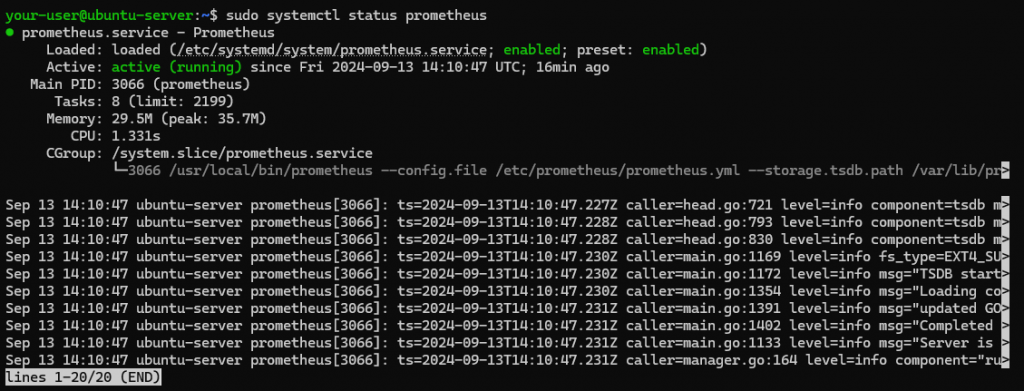 your-user@ubuntu-server:~$ sudo systemctl status prometheus
● prometheus.service - Prometheus
     Loaded: loaded (/etc/systemd/system/prometheus.service; enabled; preset: enabled)
     Active: active (running) since Fri 2024-09-13 14:10:47 UTC; 16min ago
   Main PID: 3066 (prometheus)
      Tasks: 8 (limit: 2199)
     Memory: 29.5M (peak: 35.7M)
        CPU: 1.331s
     CGroup: /system.slice/prometheus.service
             └─3066 /usr/local/bin/prometheus --config.file /etc/prometheus/prometheus.yml --storage.tsdb.path /var/lib/pr>
Sep 13 14:10:47 ubuntu-server prometheus[3066]: ts=2024-09-13T14:10:47.227Z caller=head.go:721 level=info component=tsdb m>
Sep 13 14:10:47 ubuntu-server prometheus[3066]: ts=2024-09-13T14:10:47.228Z caller=head.go:793 level=info component=tsdb m>
Sep 13 14:10:47 ubuntu-server prometheus[3066]: ts=2024-09-13T14:10:47.228Z caller=head.go:830 level=info component=tsdb m>
Sep 13 14:10:47 ubuntu-server prometheus[3066]: ts=2024-09-13T14:10:47.230Z caller=main.go:1169 level=info fs_type=EXT4_SU>
Sep 13 14:10:47 ubuntu-server prometheus[3066]: ts=2024-09-13T14:10:47.230Z caller=main.go:1172 level=info msg="TSDB start>
Sep 13 14:10:47 ubuntu-server prometheus[3066]: ts=2024-09-13T14:10:47.230Z caller=main.go:1354 level=info msg="Loading co>
Sep 13 14:10:47 ubuntu-server prometheus[3066]: ts=2024-09-13T14:10:47.231Z caller=main.go:1391 level=info msg="updated GO>
Sep 13 14:10:47 ubuntu-server prometheus[3066]: ts=2024-09-13T14:10:47.231Z caller=main.go:1402 level=info msg="Completed >
Sep 13 14:10:47 ubuntu-server prometheus[3066]: ts=2024-09-13T14:10:47.231Z caller=main.go:1133 level=info msg="Server is >
Sep 13 14:10:47 ubuntu-server prometheus[3066]: ts=2024-09-13T14:10:47.231Z caller=manager.go:164 level=info component="ru>
lines 1-20/20 (END)